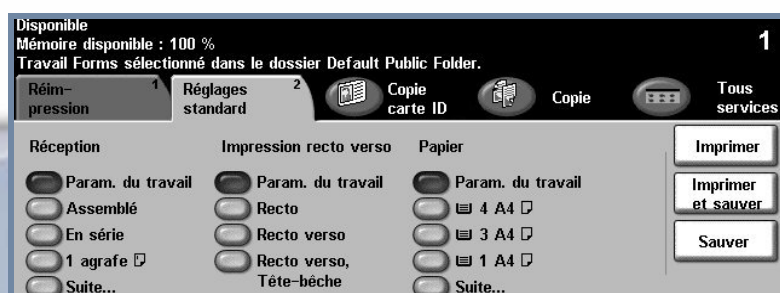 Disponible
Mémoire disponible : 100 %
1
Travail Forms sélectionné dans le dossier Default Public Folder.
Réim-
pression
1
Réglages
standard
2
Copie
carte ID
Copie
Tous
services
Réception
Impression recto verso
Papier
Imprimer
Param. du travail
Param. du travail
Param. du travail
Imprimer
et sauver
Assemblé
Recto
4 A4
En série
Recto verso
3 A4
Sauver
1 agrafe
Recto verso,
Tête-bêche
1 A4
Suite...
Suite...